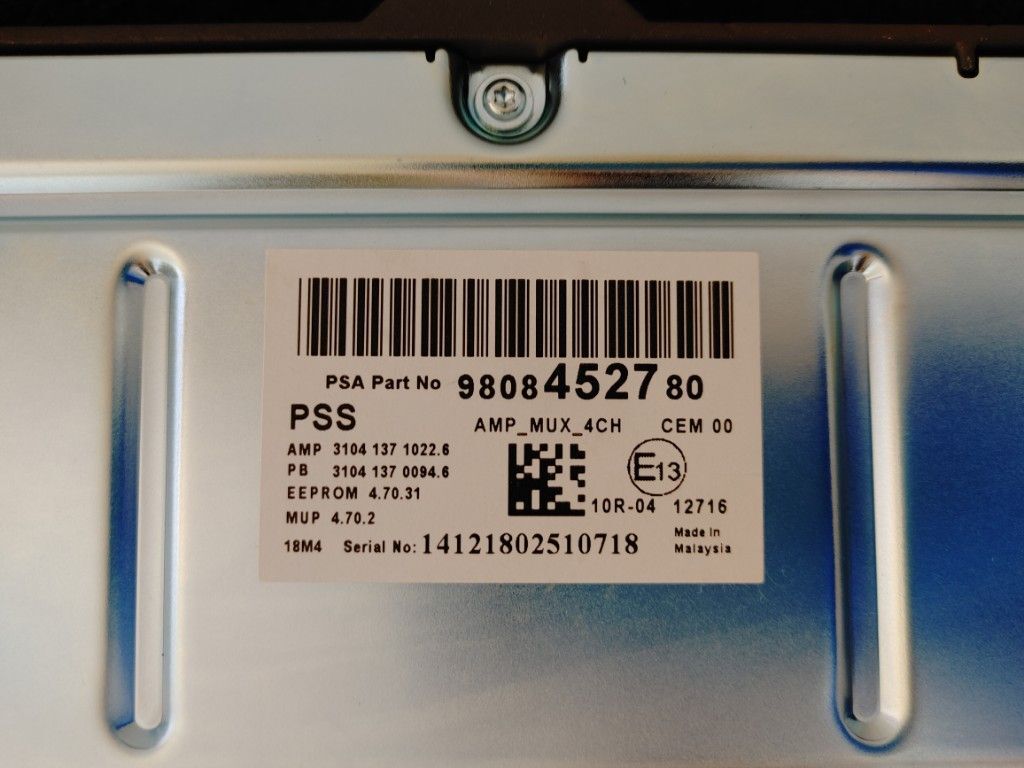 PSA Part No 9808452780
PSS
AMP_MUX_4CH CEM 00
AMP 3104 137 1022.6
PB 3104 137 0094.6
EEPROM 4.70.31
MUP 4.70.2
E13
10R-04 12716
18M4 Serial No: 14121802510718
Made in
Malaysia